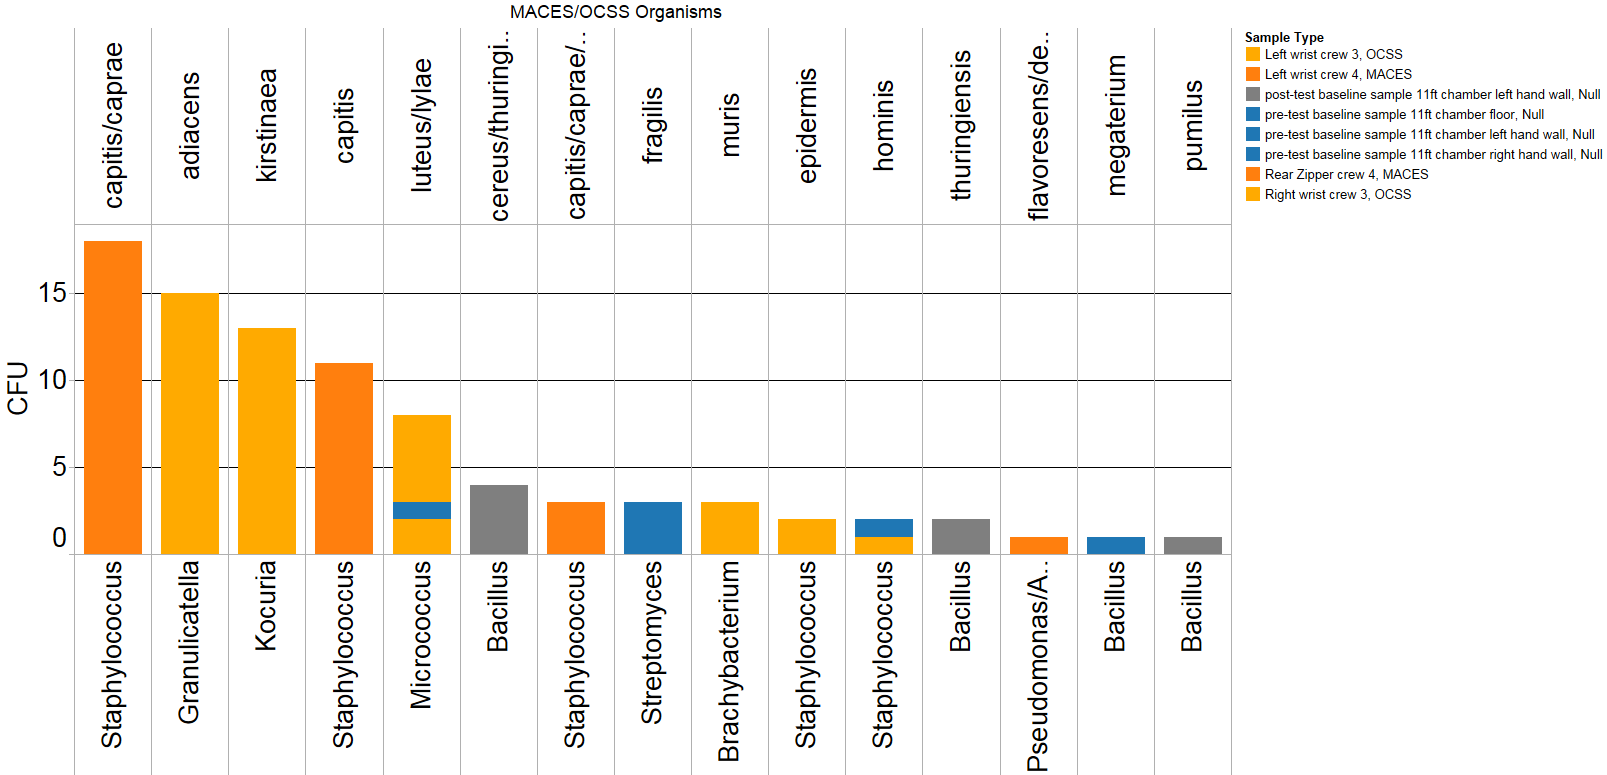 MACES/OCSS Organisms
capitis/caprae
adiacens
kirstinaea
capitis
luteus/lylae
cereus/thuringi..
capitis/caprae/..
fragilis
muris
epidermis
hominis
thuringiensis
flavoresens/de..
megaterium
pumilus
CFU
15
10
5
0
Staphylococcus
Granulicatella
Kocuria
Staphylococcus
Micrococcus
Bacillus
Staphylococcus
Streptomyces
Brachybacterium
Staphylococcus
Staphylococcus
Bacillus
Pseudomonas/A..
Bacillus
Bacillus
Sample Type
Left wrist crew 3, OCSS
Left wrist crew 4, MACES
post-test baseline sample 11ft chamber left hand wall, Null
pre-test baseline sample 11ft chamber floor, Null
pre-test baseline sample 11ft chamber left hand wall, Null
pre-test baseline sample 11ft chamber right hand wall, Null
Rear Zipper crew 4, MACES
Right wrist crew 3, OCSS